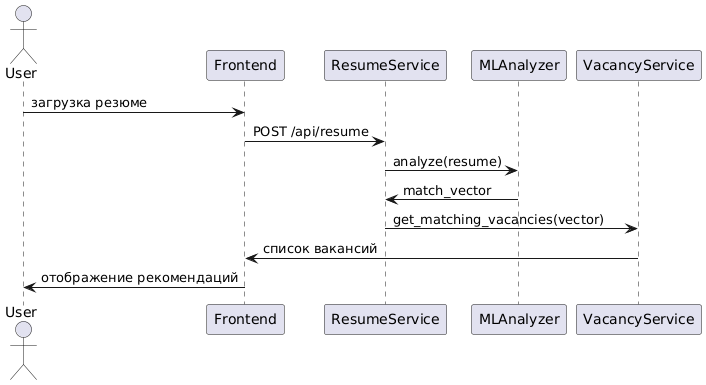 User
Frontend
ResumeService
MLAnalyzer
VacancyService
загрузка резюме
POST /api/resume
analyze(resume)
match_vector
get_matching_vacancies(vector)
список вакансий
отображение рекомендаций
User
Frontend
ResumeService
MLAnalyzer
VacancyService